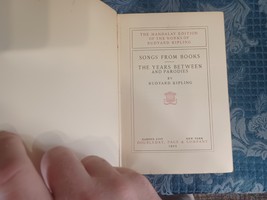 THE MANDALAY EDITION
OF THE WORKS OF
RUDYARD KIPLING
SONGS FROM BOOKS
THE YEARS BETWEEN
AND PARODIES
BY
RUDYARD KIPLING
GARDEN CITY NEW YORK
DOUBLEDAY, PAGE & COMPANY